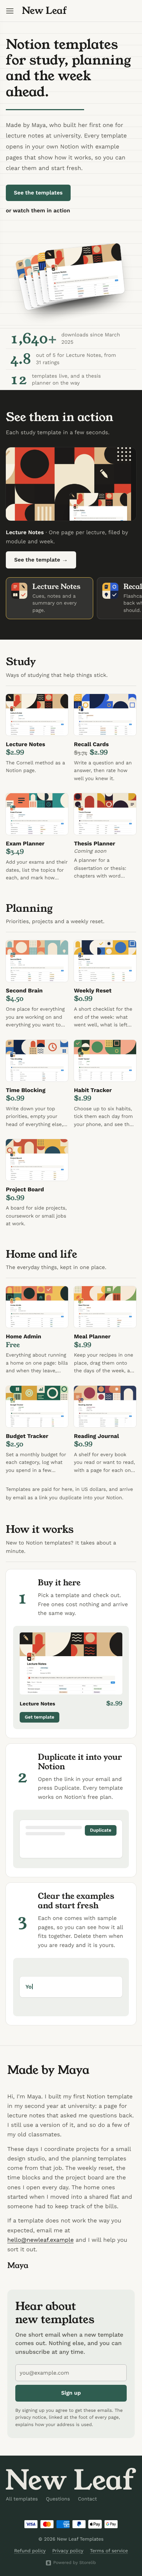 New Leaf
Notion templates
for study, planning
and the week
ahead.
Made by Maya, who built her first one for
lecture notes at university. Every template
opens in your own Notion with example
pages that show how it works, so you can
clear them and start fresh.
See the templates
or watch them in action
1,640+ downloads since March
2025
4.8 out of 5 for Lecture Notes, from
31 ratings
12 templates live, and a thesis
planner on the way
See them in action
Each study template in a few seconds.
Lecture Notes · One page per lecture, filed by
module and week.
See the template →
Lecture Notes
Cues, notes and a
summary on every
page.
Study
Ways of studying that help things stick.
Lecture Notes
$2.99
The Cornell method as a
Notion page.
Recall Cards
$3.74 $2.99
Write a question and an
answer, then rate how
well you knew it.
Exam Planner
$3.49
Add your exams and their
dates, list the topics for
each, and mark how…
Thesis Planner
Coming soon
A planner for a
dissertation or thesis:
chapters with word…
Planning
Priorities, projects and a weekly reset.
Second Brain
$4.50
One place for everything
you are working on and
everything you want to…
Weekly Reset
$0.99
A short checklist for the
end of the week: what
went well, what is left…
Time Blocking
$0.99
Write down your top
priorities, empty your
head of everything else,…
Habit Tracker
$1.99
Choose up to six habits,
tick them each day from
your phone, and see th…
Project Board
$0.99
A board for side projects,
coursework or small jobs
at work.
Home and life
The everyday things, kept in one place.
Home Admin
Free
Everything about running
a home on one page: bills
and when they leave,…
Meal Planner
$1.99
Keep your recipes in one
place, drag them onto
the days of the week, a…
Budget Tracker
$2.50
Set a monthly budget for
each category, log what
you spend in a few…
Reading Journal
$0.99
A shelf for every book
you read or want to read,
with a page for each on…
Templates are paid for here, in US dollars, and arrive
by email as a link you duplicate into your Notion.
How it works
New to Notion templates? It takes about a
minute.
1
Buy it here
Pick a template and check out.
Free ones cost nothing and arrive
the same way.
Lecture Notes
Lecture Notes $2.99
Get template
2
Duplicate it into your
Notion
Open the link in your email and
press Duplicate. Every template
works on Notion's free plan.
Duplicate
3
Clear the examples
and start fresh
Each one comes with sample
pages, so you can see how it all
fits together. Delete them when
you are ready and it is yours.
Made by Maya
Hi, I'm Maya. I built my first Notion template
in my second year at university: a page for
lecture notes that asked me questions back.
I still use a version of it, and so do a few of
my old classmates.
These days I coordinate projects for a small
design studio, and the planning templates
come from that job. The weekly reset, the
time blocks and the project board are the
ones I open every day. The home ones
started when I moved into a shared flat and
someone had to keep track of the bills.
If a template does not work the way you
expected, email me at
hello@newleaf.example and I will help you
sort it out.
Maya
Hear about
new templates
One short email when a new template
comes out. Nothing else, and you can
unsubscribe at any time.
you@example.com
Sign up
By signing up you agree to get these emails. The
privacy notice, linked at the foot of every page,
explains how your address is used.
New Leaf
All templates Questions Contact
© 2026 New Leaf Templates
Refund policy Privacy policy Terms of service